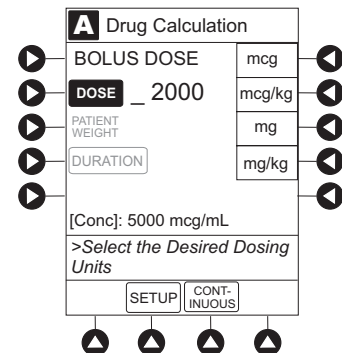 A Drug Calculation
BOLUS DOSE mcg
DOSE _ 2000 mcg/kg
PATIENT
WEIGHT
mg
DURATION mg/kg
[Conc]: 5000 mcg/mL
>Select the Desired Dosing
Units
SETUP
CONT-
INUOUS